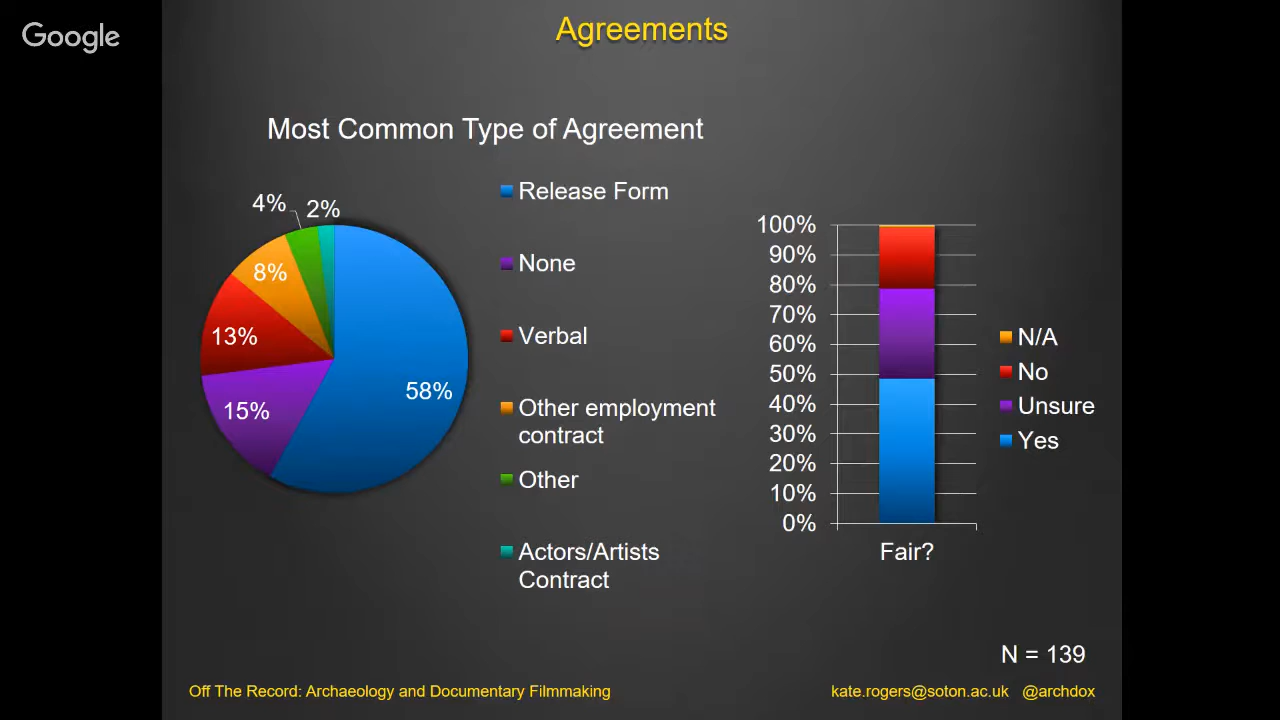 Google
Agreements
Most Common Type of Agreement
4%
2%
8%
13%
15%
58%
Release Form
None
Verbal
Other employment
contract
Other
Actors/Artists
Contract
100%
90%
80%
70%
60%
50%
40%
30%
20%
10%
0%
Fair?
N/A
No
Unsure
Yes
N = 139
Off The Record: Archaeology and Documentary Filmmaking
kate.rogers@soton.ac.uk @archdox